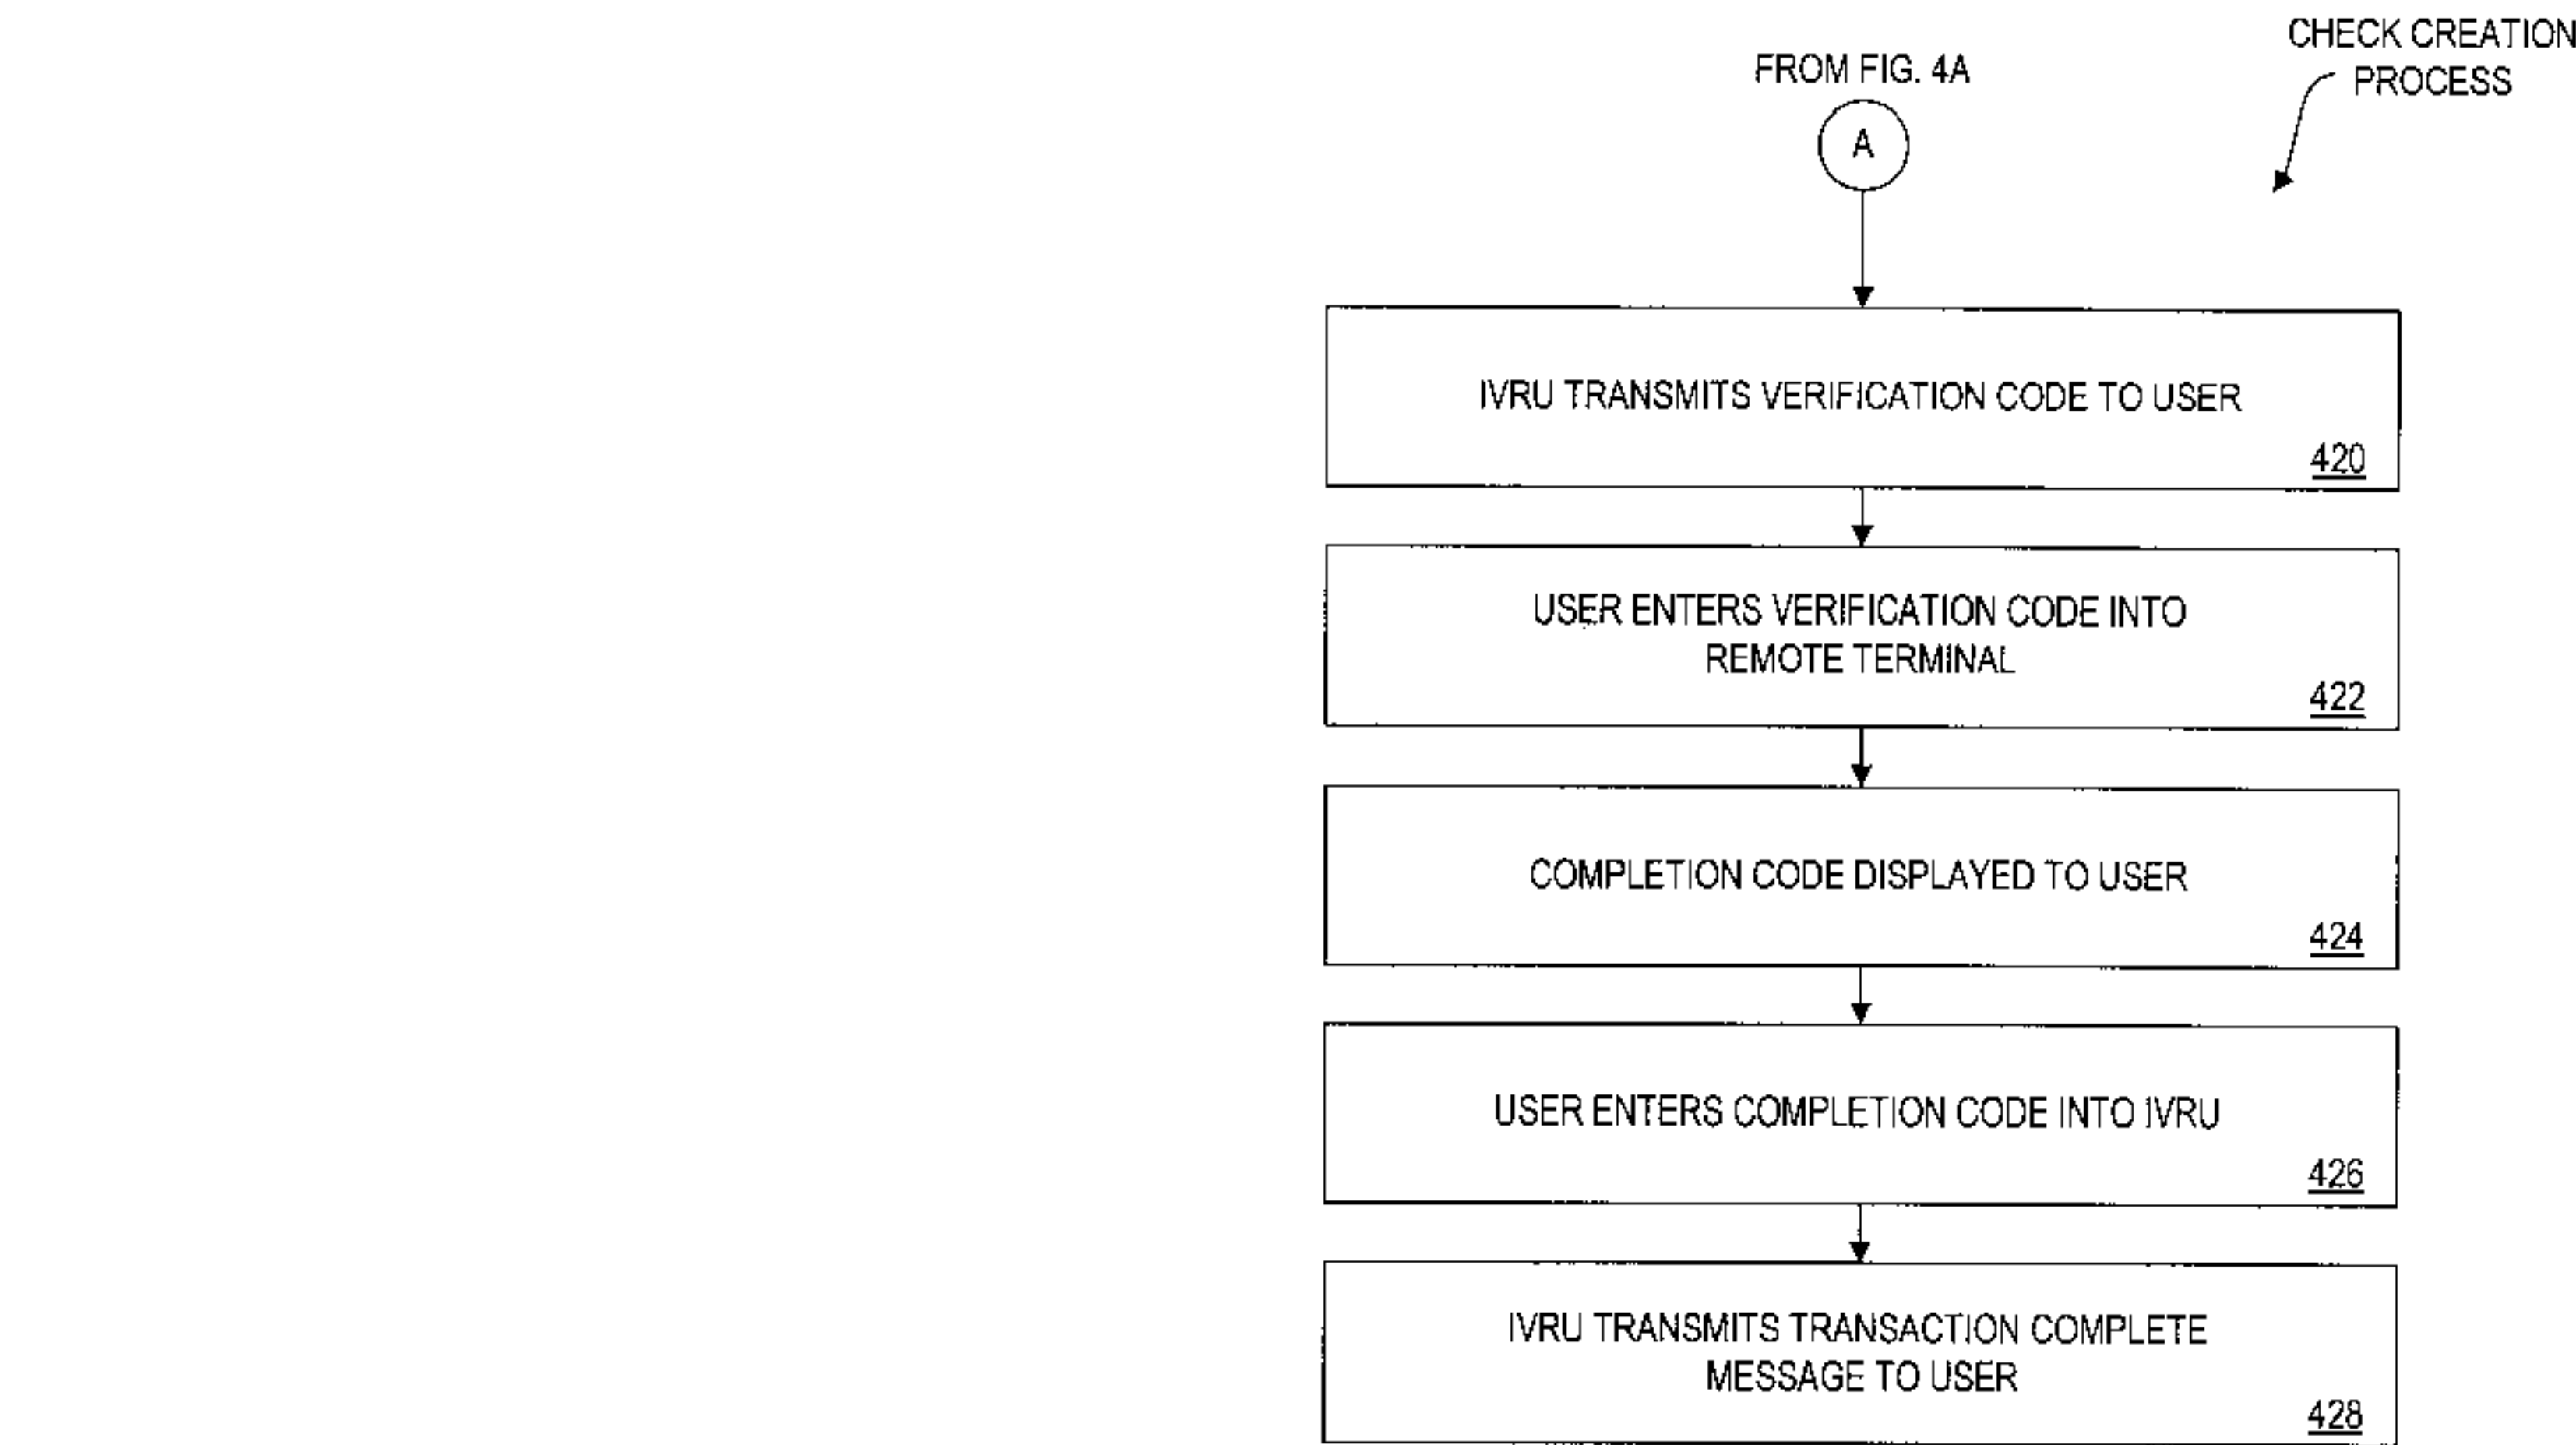 CHECK CREATION
PROCESS
FROM FIG. 4A
A
IVRU TRANSMITS VERIFICATION CODE TO USER
420
USER ENTERS VERIFICATION CODE INTO
REMOTE TERMINAL
422
COMPLETION CODE DISPLAYED TO USER
424
USER ENTERS COMPLETION CODE INTO IVRU
426
IVRU TRANSMITS TRANSACTION COMPLETE
MESSAGE TO USER
428